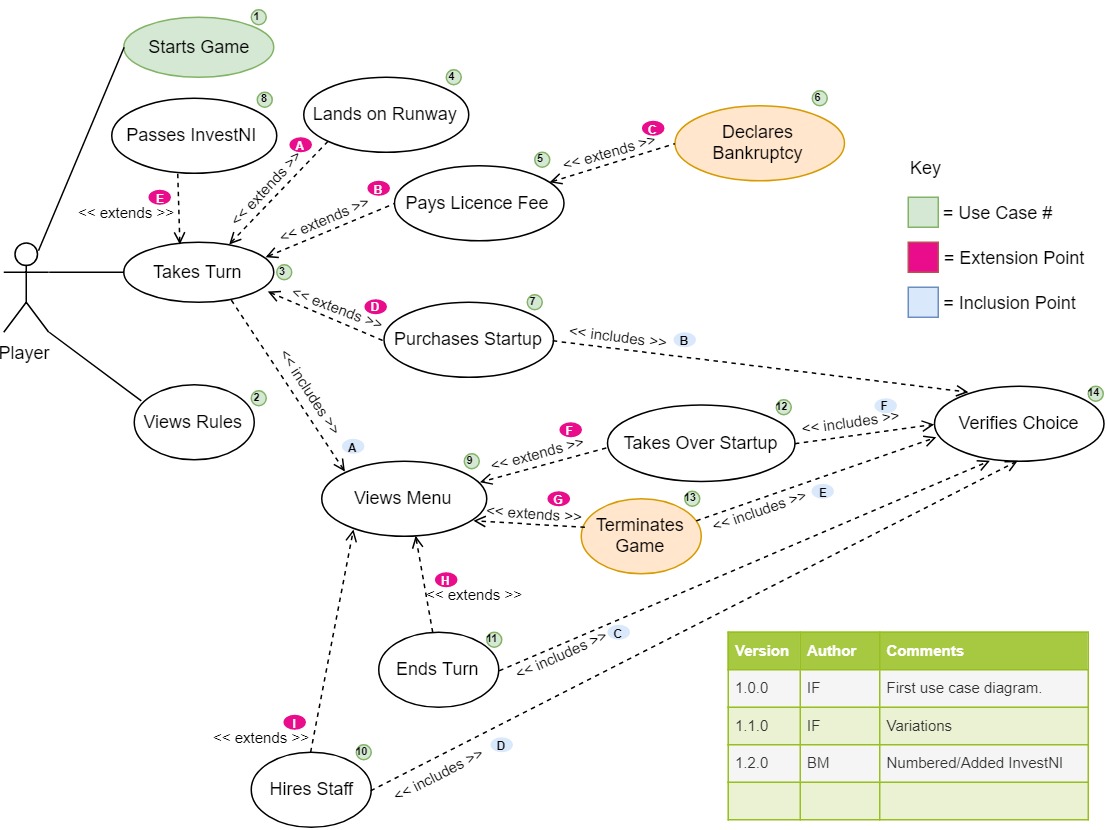 1
Starts Game
8
Passes InvestNI
4
Lands on Runway
6
Declares
Bankruptcy
C
<< extends >>
A
<< extends >>
5
Pays Licence Fee
B
<< extends >>
E
<< extends >>
Key
= Use Case #
= Extension Point
= Inclusion Point
Takes Turn
3
Player
D
<< extends >>
7
Purchases Startup
<< includes >>
B
2
Views Rules
<< includes >>
A
14
Verifies Choice
12
Takes Over Startup
F
<< includes >>
F
<< extends >>
9
Views Menu
G
<< extends >>
13
Terminates
Game
E
<< includes >>
H
<< extends >>
11
Ends Turn
<< includes >>
C
I
<< extends >>
10
Hires Staff
<< includes >>
D
Version Author Comments
1.0.0 IF First use case diagram.
1.1.0 IF Variations
1.2.0 BM Numbered/Added InvestNI